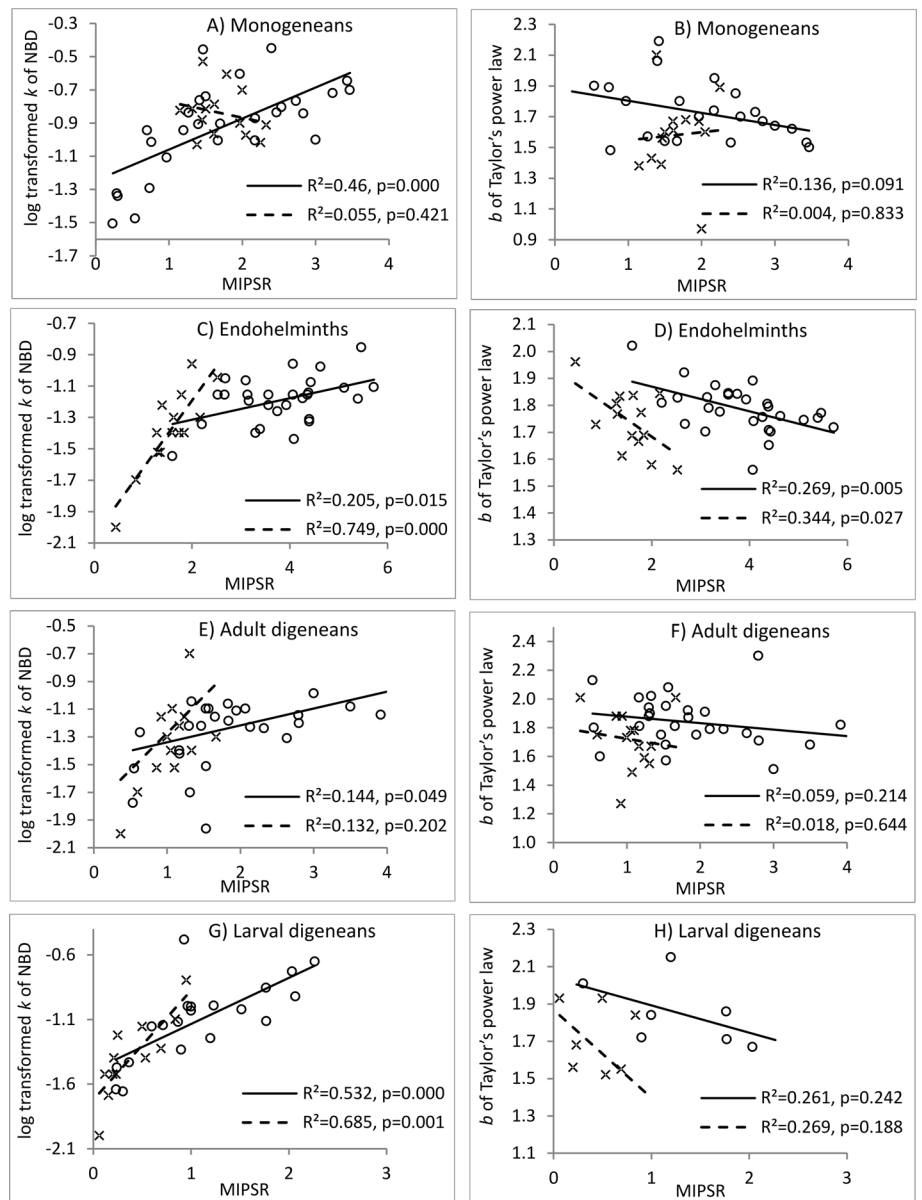 A) Monogeneans
log transformed k of NBD
-0.3
-0.5
-0.7
-0.9
-1.1
-1.3
-1.5
-1.7
R²=0.46, p=0.000
R²=0.055, p=0.421
0 1 2 3 4
MIPSR
B) Monogeneans
b of Taylor's power law
2.3
2.1
1.9
1.7
1.5
1.3
1.1
0.9
R²=0.136, p=0.091
R²=0.004, p=0.833
0 1 2 3 4
MIPSR
C) Endohelminths
log transformed k of NBD
-0.7
-0.9
-1.1
-1.3
-1.5
-1.7
-1.9
-2.1
R²=0.205, p=0.015
R²=0.749, p=0.000
0 2 4 6
MIPSR
D) Endohelminths
b of Taylor's power law
2.1
2.0
1.9
1.8
1.7
1.6
1.5
1.4
1.3
R²=0.269, p=0.005
R²=0.344, p=0.027
0 2 4 6
MIPSR
E) Adult digeneans
log transformed k of NBD
-0.5
-0.7
-0.9
-1.1
-1.3
-1.5
-1.7
-1.9
-2.1
R²=0.144, p=0.049
R²=0.132, p=0.202
0 1 2 3 4
MIPSR
F) Adult digeneans
b of Taylor's power law
2.4
2.2
2.0
1.8
1.6
1.4
1.2
1.0
R²=0.059, p=0.214
R²=0.018, p=0.644
0 1 2 3 4
MIPSR
G) Larval digeneans
log transformed k of NBD
-0.6
-1.1
-1.6
-2.1
R²=0.532, p=0.000
R²=0.685, p=0.001
0 1 2 3
MIPSR
H) Larval digeneans
b of Taylor's power law
2.3
2.1
1.9
1.7
1.5
1.3
1.1
R²=0.261, p=0.242
R²=0.269, p=0.188
0 1 2 3
MIPSR